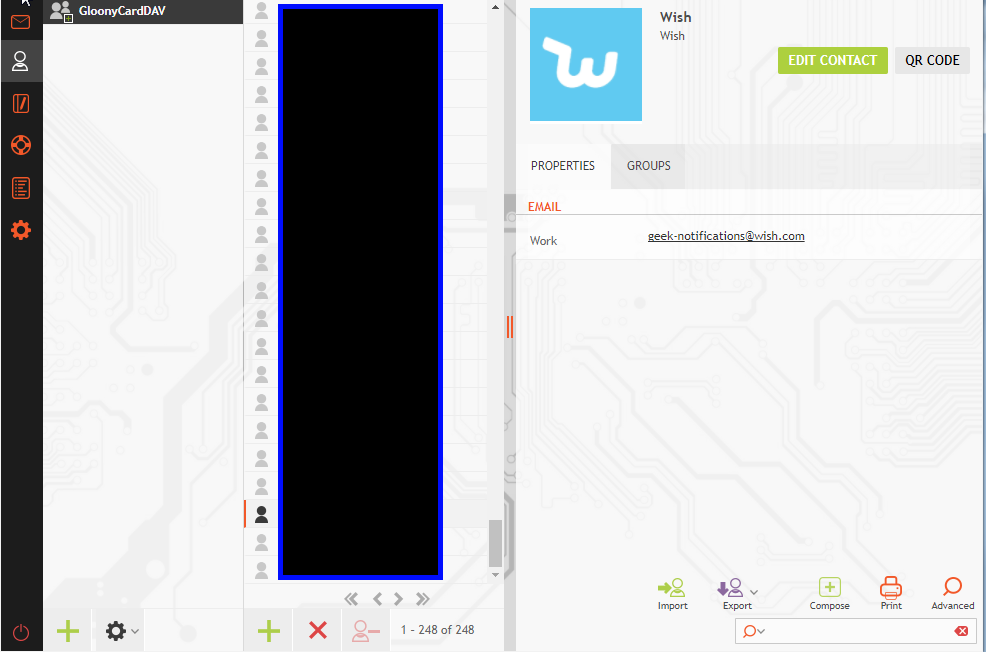 GloonyCardDAV
Wish
Wish
EDIT CONTACT
QR CODE
PROPERTIES
GROUPS
EMAIL
Work
geek-notifications@wish.com
Import
Export
Compose
Print
Advanced
1 - 248 of 248